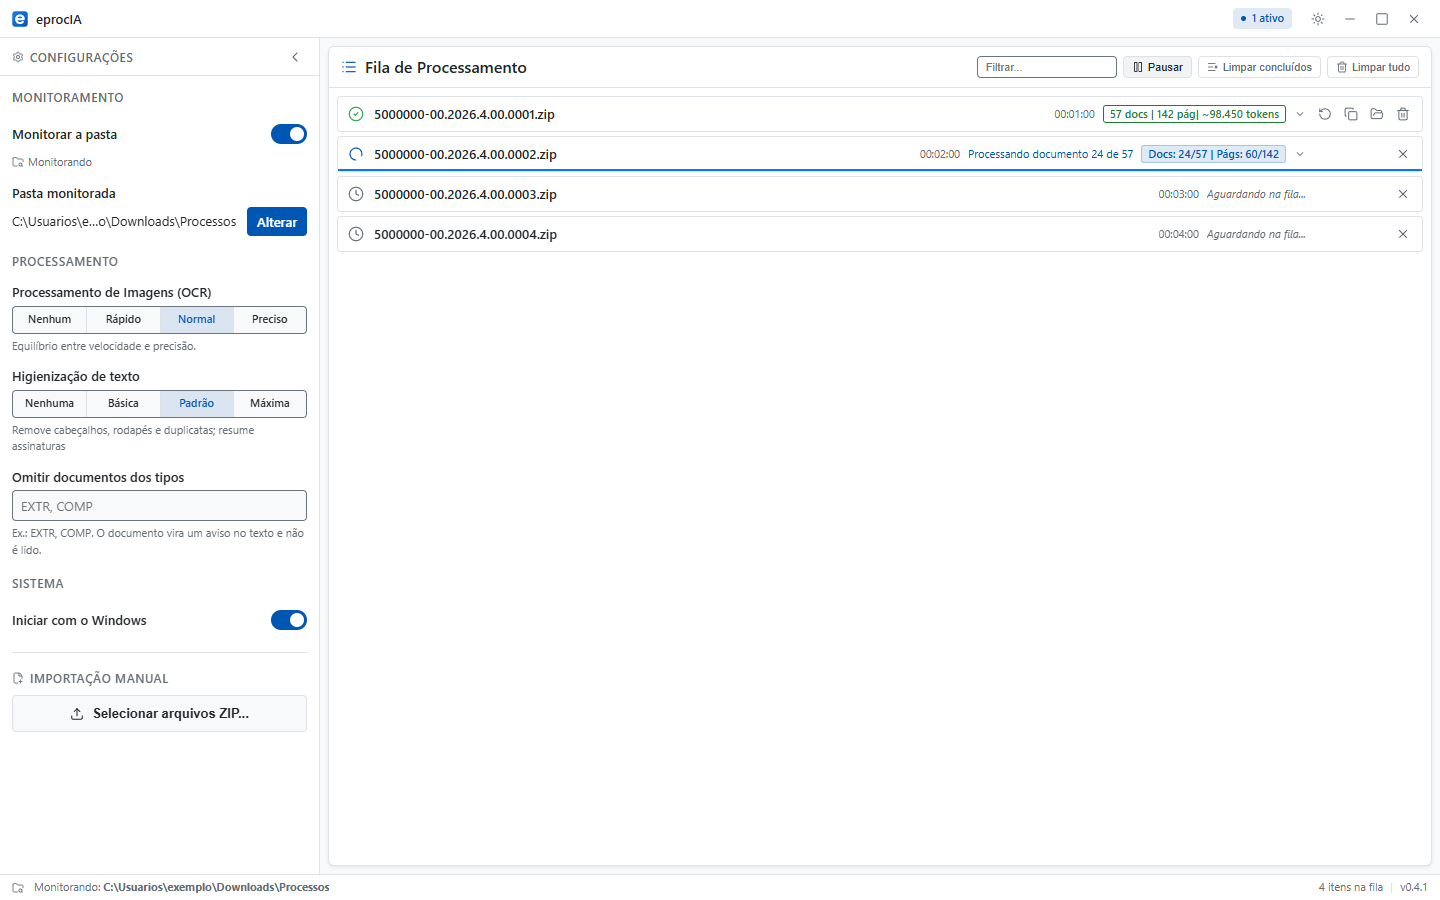 eprocIA
1 ativo
CONFIGURAÇÕES
MONITORAMENTO
Monitorar a pasta
Monitorando
Pasta monitorada
C:\Usuarios\e...o\Downloads\Processos
Alterar
PROCESSAMENTO
Processamento de Imagens (OCR)
Nenhum Rápido Normal Preciso
Equilíbrio entre velocidade e precisão.
Higienização de texto
Nenhuma Básica Padrão Máxima
Remove cabeçalhos, rodapés e duplicatas; resume
assinaturas
Omitir documentos dos tipos
EXTR, COMP
Ex.: EXTR, COMP. O documento vira um aviso no texto e não
é lido.
SISTEMA
Iniciar com o Windows
IMPORTAÇÃO MANUAL
Selecionar arquivos ZIP...
Fila de Processamento
Filtrar...
Pausar
Limpar concluídos
Limpar tudo
5000000-00.2026.4.00.0001.zip 00:01:00 57 docs | 142 pág| ~98.450 tokens
5000000-00.2026.4.00.0002.zip 00:02:00 Processando documento 24 de 57 Docs: 24/57 | Págs: 60/142
5000000-00.2026.4.00.0003.zip 00:03:00 Aguardando na fila...
5000000-00.2026.4.00.0004.zip 00:04:00 Aguardando na fila...
Monitorando: C:\Usuarios\exemplo\Downloads\Processos
4 itens na fila
v0.4.1